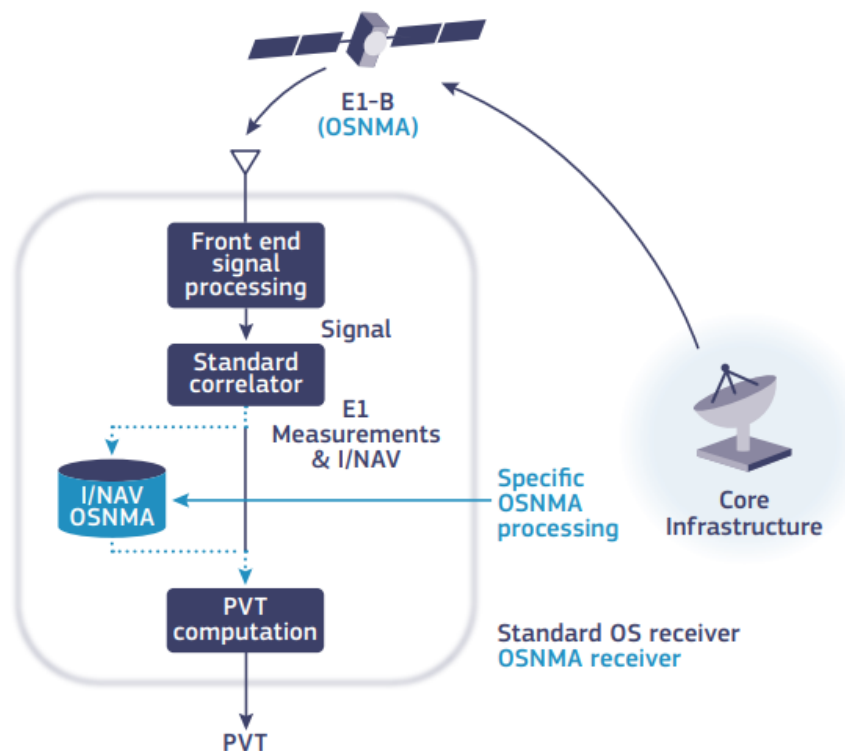 E1-B
(OSNMA)
Front end
signal
processing
Signal
Standard
correlator
E1
Measurements
& I/NAV
I/NAV
OSNMA
Specific
OSNMA
processing
Core
Infrastructure
PVT
computation
Standard OS receiver
OSNMA receiver
PVT